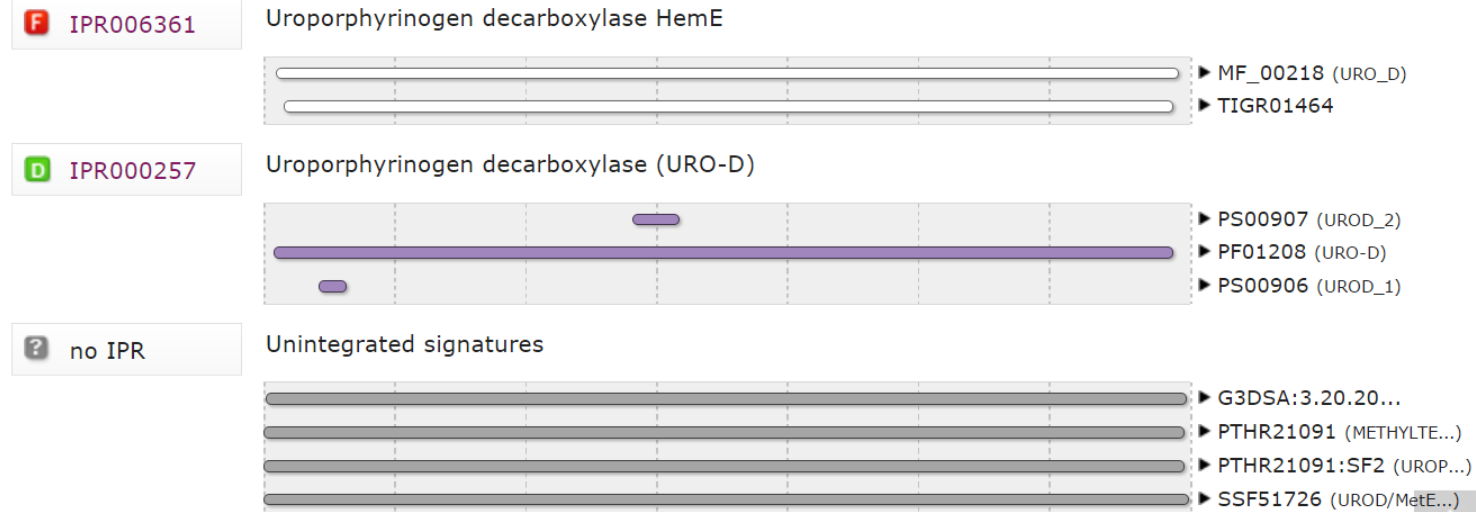 F IPR006361 Uroporphyrinogen decarboxylase HemE
MF_00218 (URO_D)
TIGR01464
D IPR000257 Uroporphyrinogen decarboxylase (URO-D)
PS00907 (UROD_2)
PF01208 (URO-D)
PS00906 (UROD_1)
? no IPR Unintegrated signatures
G3DSA:3.20.20...
PTHR21091 (METHYLTE...)
PTHR21091:SF2 (UROP...)
SSF51726 (UROD/MetE...)